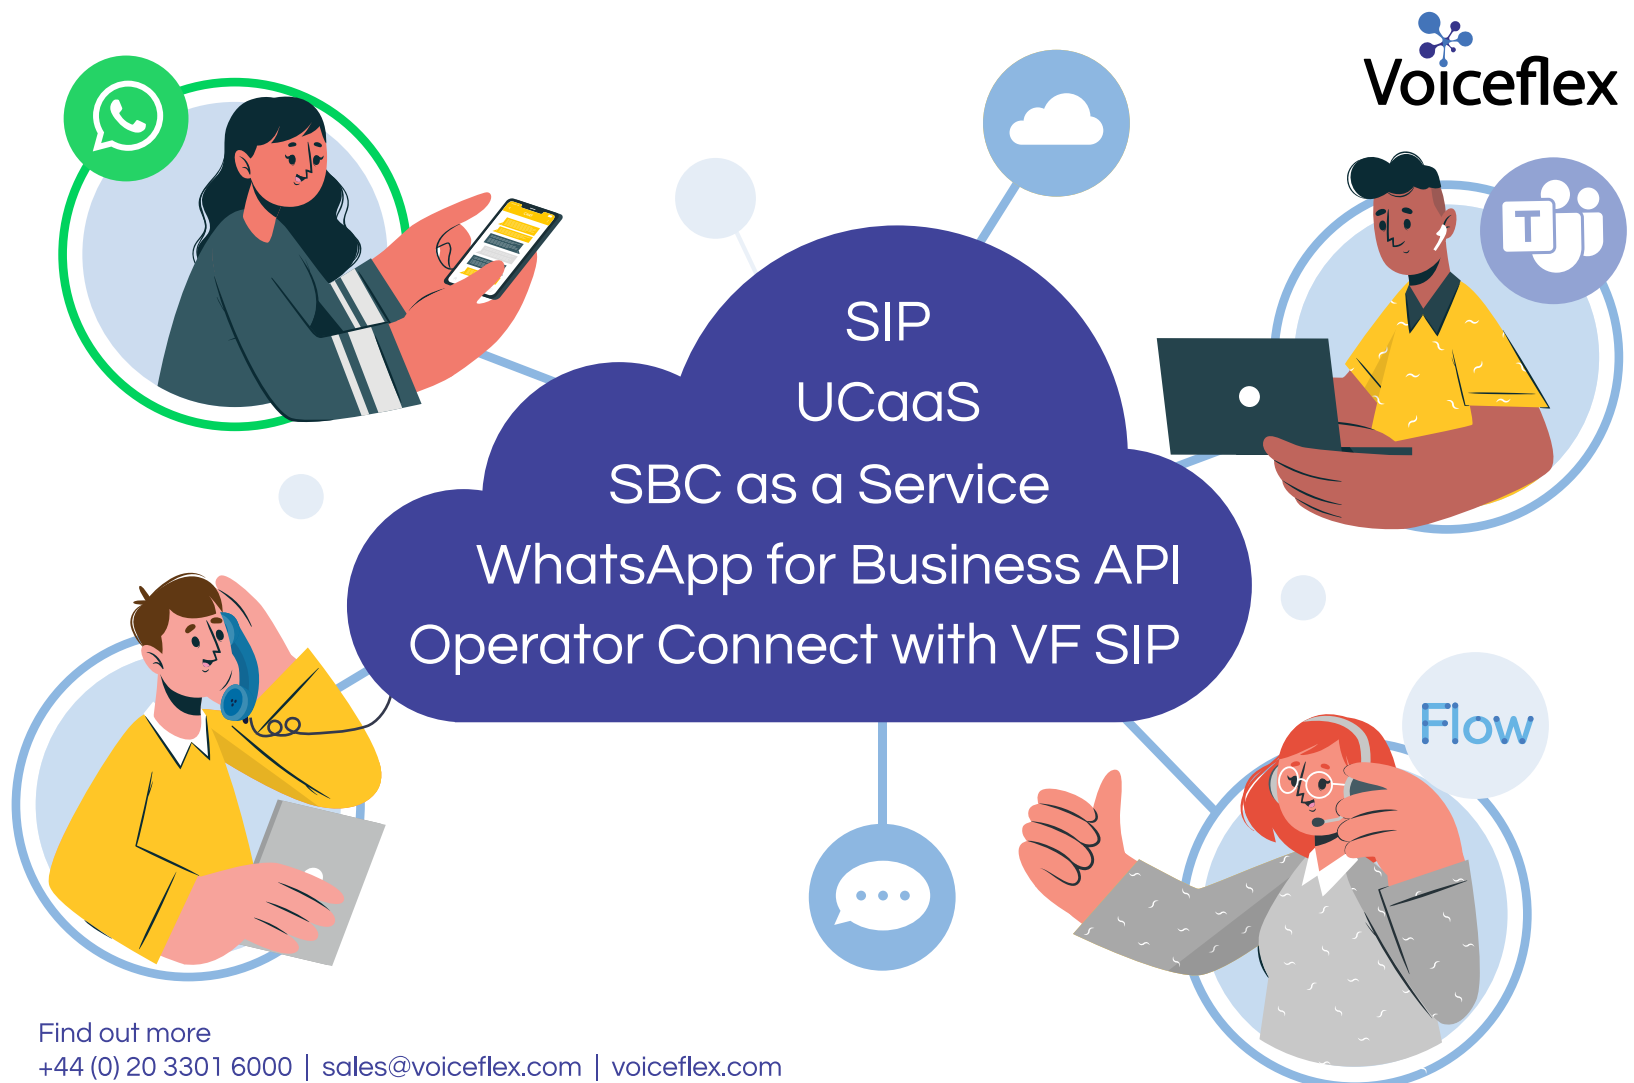 Voiceflex
T
SIP
UCaaS
SBC as a Service
WhatsApp for Business API
Operator Connect with VF SIP
Flow
Find out more
+44 (0) 20 3301 6000 | sales@voiceflex.com | voiceflex.com